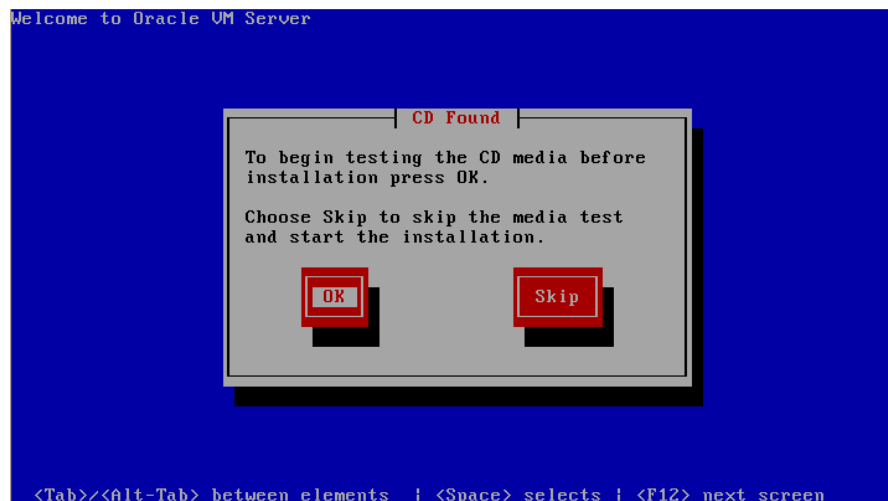 Welcome to Oracle VM Server
CD Found
To begin testing the CD media before
installation press OK.
Choose Skip to skip the media test
and start the installation.
OK Skip
<Tab>/<Alt-Tab> between elements | <Space> selects | <F12> next screen